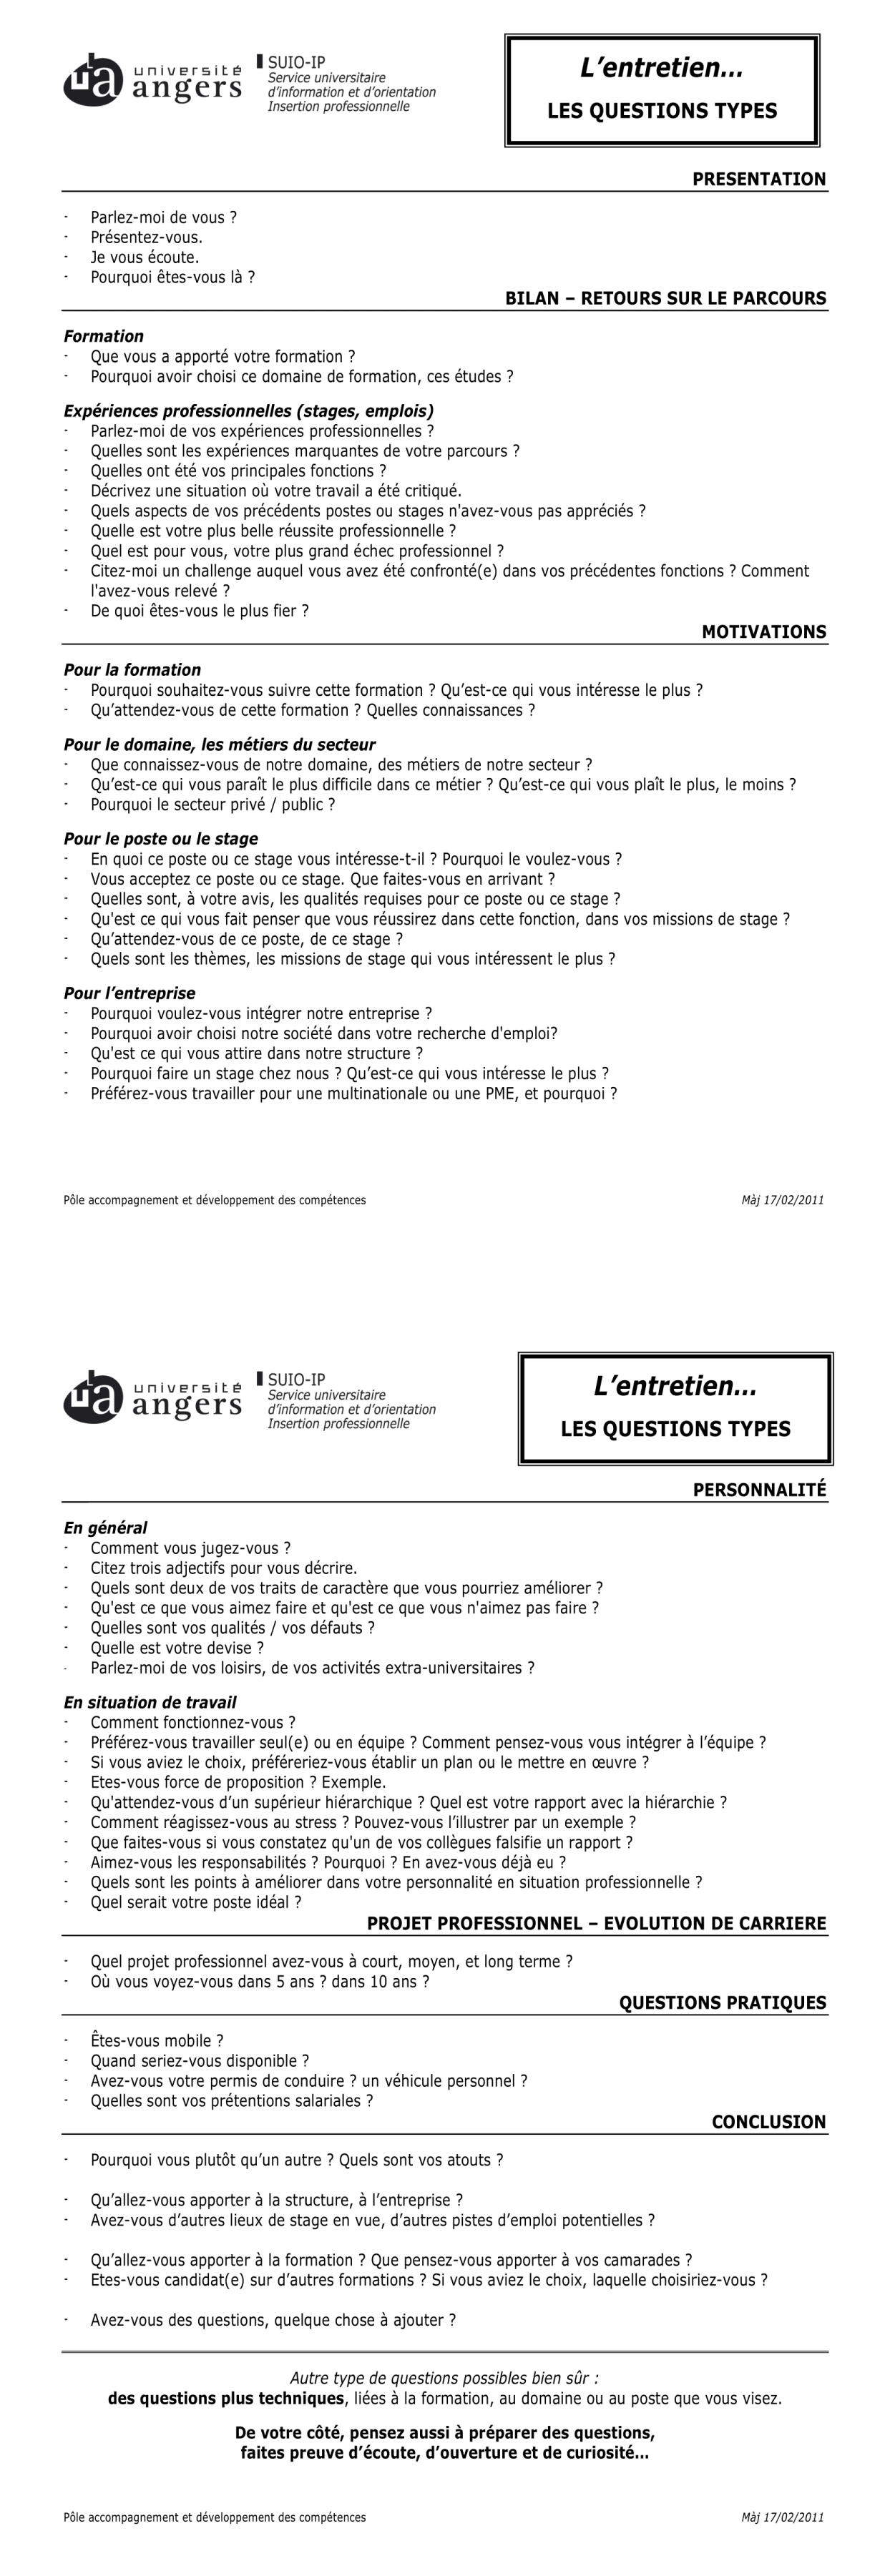 université
angers
SUIO-IP
Service universitaire
d'information et d'orientation
Insertion professionnelle
L’entretien…
LES QUESTIONS TYPES
PRESENTATION
- Parlez-moi de vous ?
- Présentez-vous.
- Je vous écoute.
- Pourquoi êtes-vous là ?
BILAN – RETOURS SUR LE PARCOURS
Formation
- Que vous a apporté votre formation ?
- Pourquoi avoir choisi ce domaine de formation, ces études ?
Expériences professionnelles (stages, emplois)
- Parlez-moi de vos expériences professionnelles ?
- Quelles sont les expériences marquantes de votre parcours ?
- Quelles ont été vos principales fonctions ?
- Décrivez une situation où votre travail a été critiqué.
- Quels aspects de vos précédents postes ou stages n'avez-vous pas appréciés ?
- Quelle est votre plus belle réussite professionnelle ?
- Quel est pour vous, votre plus grand échec professionnel ?
- Citez-moi un challenge auquel vous avez été confronté(e) dans vos précédentes fonctions ? Comment
l'avez-vous relevé ?
- De quoi êtes-vous le plus fier ?
MOTIVATIONS
Pour la formation
- Pourquoi souhaitez-vous suivre cette formation ? Qu’est-ce qui vous intéresse le plus ?
- Qu’attendez-vous de cette formation ? Quelles connaissances ?
Pour le domaine, les métiers du secteur
- Que connaissez-vous de notre domaine, des métiers de notre secteur ?
- Qu’est-ce qui vous paraît le plus difficile dans ce métier ? Qu’est-ce qui vous plaît le plus, le moins ?
- Pourquoi le secteur privé / public ?
Pour le poste ou le stage
- En quoi ce poste ou ce stage vous intéresse-t-il ? Pourquoi le voulez-vous ?
- Vous acceptez ce poste ou ce stage. Que faites-vous en arrivant ?
- Quelles sont, à votre avis, les qualités requises pour ce poste ou ce stage ?
- Qu'est ce qui vous fait penser que vous réussirez dans cette fonction, dans vos missions de stage ?
- Qu’attendez-vous de ce poste, de ce stage ?
- Quels sont les thèmes, les missions de stage qui vous intéressent le plus ?
Pour l’entreprise
- Pourquoi voulez-vous intégrer notre entreprise ?
- Pourquoi avoir choisi notre société dans votre recherche d'emploi?
- Qu'est ce qui vous attire dans notre structure ?
- Pourquoi faire un stage chez nous ? Qu’est-ce qui vous intéresse le plus ?
- Préférez-vous travailler pour une multinationale ou une PME, et pourquoi ?
Pôle accompagnement et développement des compétences Màj 17/02/2011
université
angers
SUIO-IP
Service universitaire
d'information et d'orientation
Insertion professionnelle
L’entretien…
LES QUESTIONS TYPES
PERSONNALITÉ
En général
- Comment vous jugez-vous ?
- Citez trois adjectifs pour vous décrire.
- Quels sont deux de vos traits de caractère que vous pourriez améliorer ?
- Qu'est ce que vous aimez faire et qu'est ce que vous n'aimez pas faire ?
- Quelles sont vos qualités / vos défauts ?
- Quelle est votre devise ?
- Parlez-moi de vos loisirs, de vos activités extra-universitaires ?
En situation de travail
- Comment fonctionnez-vous ?
- Préférez-vous travailler seul(e) ou en équipe ? Comment pensez-vous vous intégrer à l’équipe ?
- Si vous aviez le choix, préféreriez-vous établir un plan ou le mettre en œuvre ?
- Etes-vous force de proposition ? Exemple.
- Qu'attendez-vous d’un supérieur hiérarchique ? Quel est votre rapport avec la hiérarchie ?
- Comment réagissez-vous au stress ? Pouvez-vous l’illustrer par un exemple ?
- Que faites-vous si vous constatez qu'un de vos collègues falsifie un rapport ?
- Aimez-vous les responsabilités ? Pourquoi ? En avez-vous déjà eu ?
- Quels sont les points à améliorer dans votre personnalité en situation professionnelle ?
- Quel serait votre poste idéal ?
PROJET PROFESSIONNEL – EVOLUTION DE CARRIERE
- Quel projet professionnel avez-vous à court, moyen, et long terme ?
- Où vous voyez-vous dans 5 ans ? dans 10 ans ?
QUESTIONS PRATIQUES
- Êtes-vous mobile ?
- Quand seriez-vous disponible ?
- Avez-vous votre permis de conduire ? un véhicule personnel ?
- Quelles sont vos prétentions salariales ?
CONCLUSION
- Pourquoi vous plutôt qu’un autre ? Quels sont vos atouts ?
- Qu’allez-vous apporter à la structure, à l’entreprise ?
- Avez-vous d’autres lieux de stage en vue, d’autres pistes d’emploi potentielles ?
- Qu’allez-vous apporter à la formation ? Que pensez-vous apporter à vos camarades ?
- Etes-vous candidat(e) sur d’autres formations ? Si vous aviez le choix, laquelle choisiriez-vous ?
- Avez-vous des questions, quelque chose à ajouter ?
Autre type de questions possibles bien sûr :
des questions plus techniques, liées à la formation, au domaine ou au poste que vous visez.
De votre côté, pensez aussi à préparer des questions,
faites preuve d’écoute, d’ouverture et de curiosité…
Pôle accompagnement et développement des compétences Màj 17/02/2011